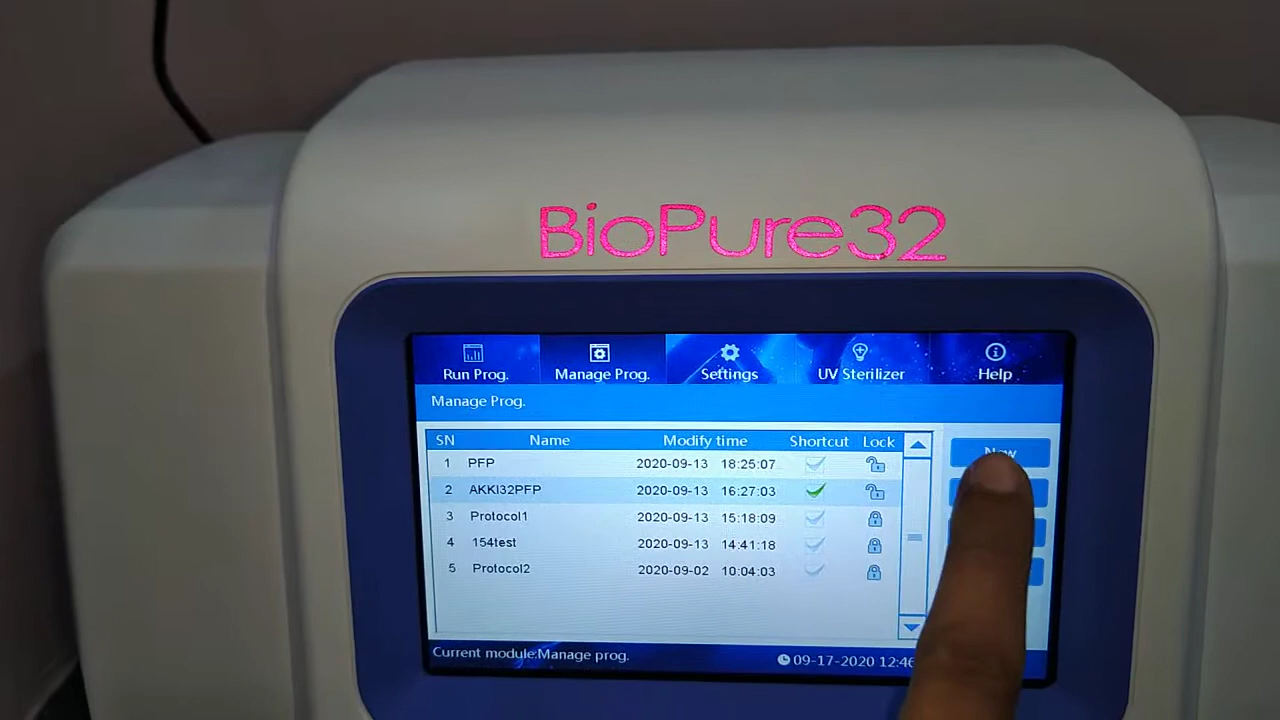 BioPure32
Run Prog. Manage Prog. Settings UV Sterilizer Help
Manage Prog.
SN Name Modify time Shortcut Lock
1 PFP 2020-09-13 18:25:07
2 AKKI32PFP 2020-09-13 16:27:03
3 Protocol1 2020-09-13 15:18:09
4 154test 2020-09-13 14:41:18
5 Protocol2 2020-09-02 10:04:03
New
Current module:Manage prog. 09-17-2020 12:46